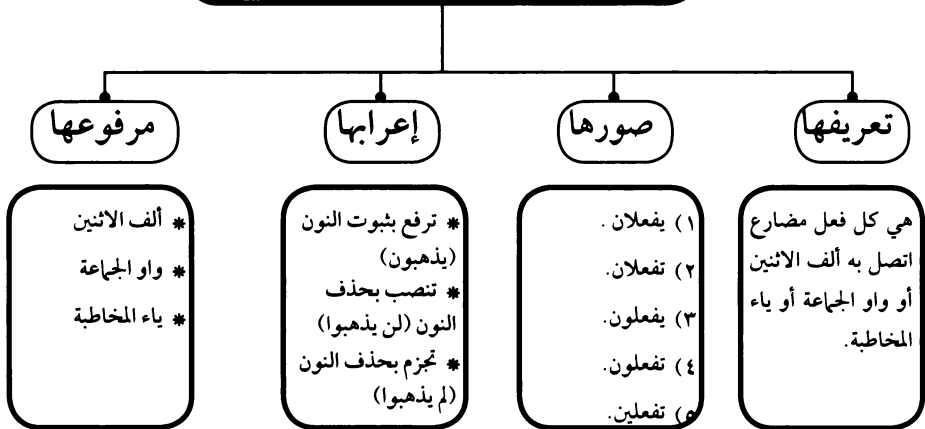 تعريفها
هي كل فعل مضارع
اتصل به ألف الاثنين
أو واو الجماعة أو ياء
المخاطبة.
صورها
١) يفعلان .
٢) تفعلان.
٣) يفعلون.
٤) تفعلون.
٥) تفعلين.
إعرابها
* ترفع بثبوت النون
(يذهبون)
* تنصب بحذف
النون (لن يذهبوا)
* تجزم بحذف النون
(لم يذهبوا)
مرفوعها
* ألف الاثنين
* واو الجماعة
* ياء المخاطبة